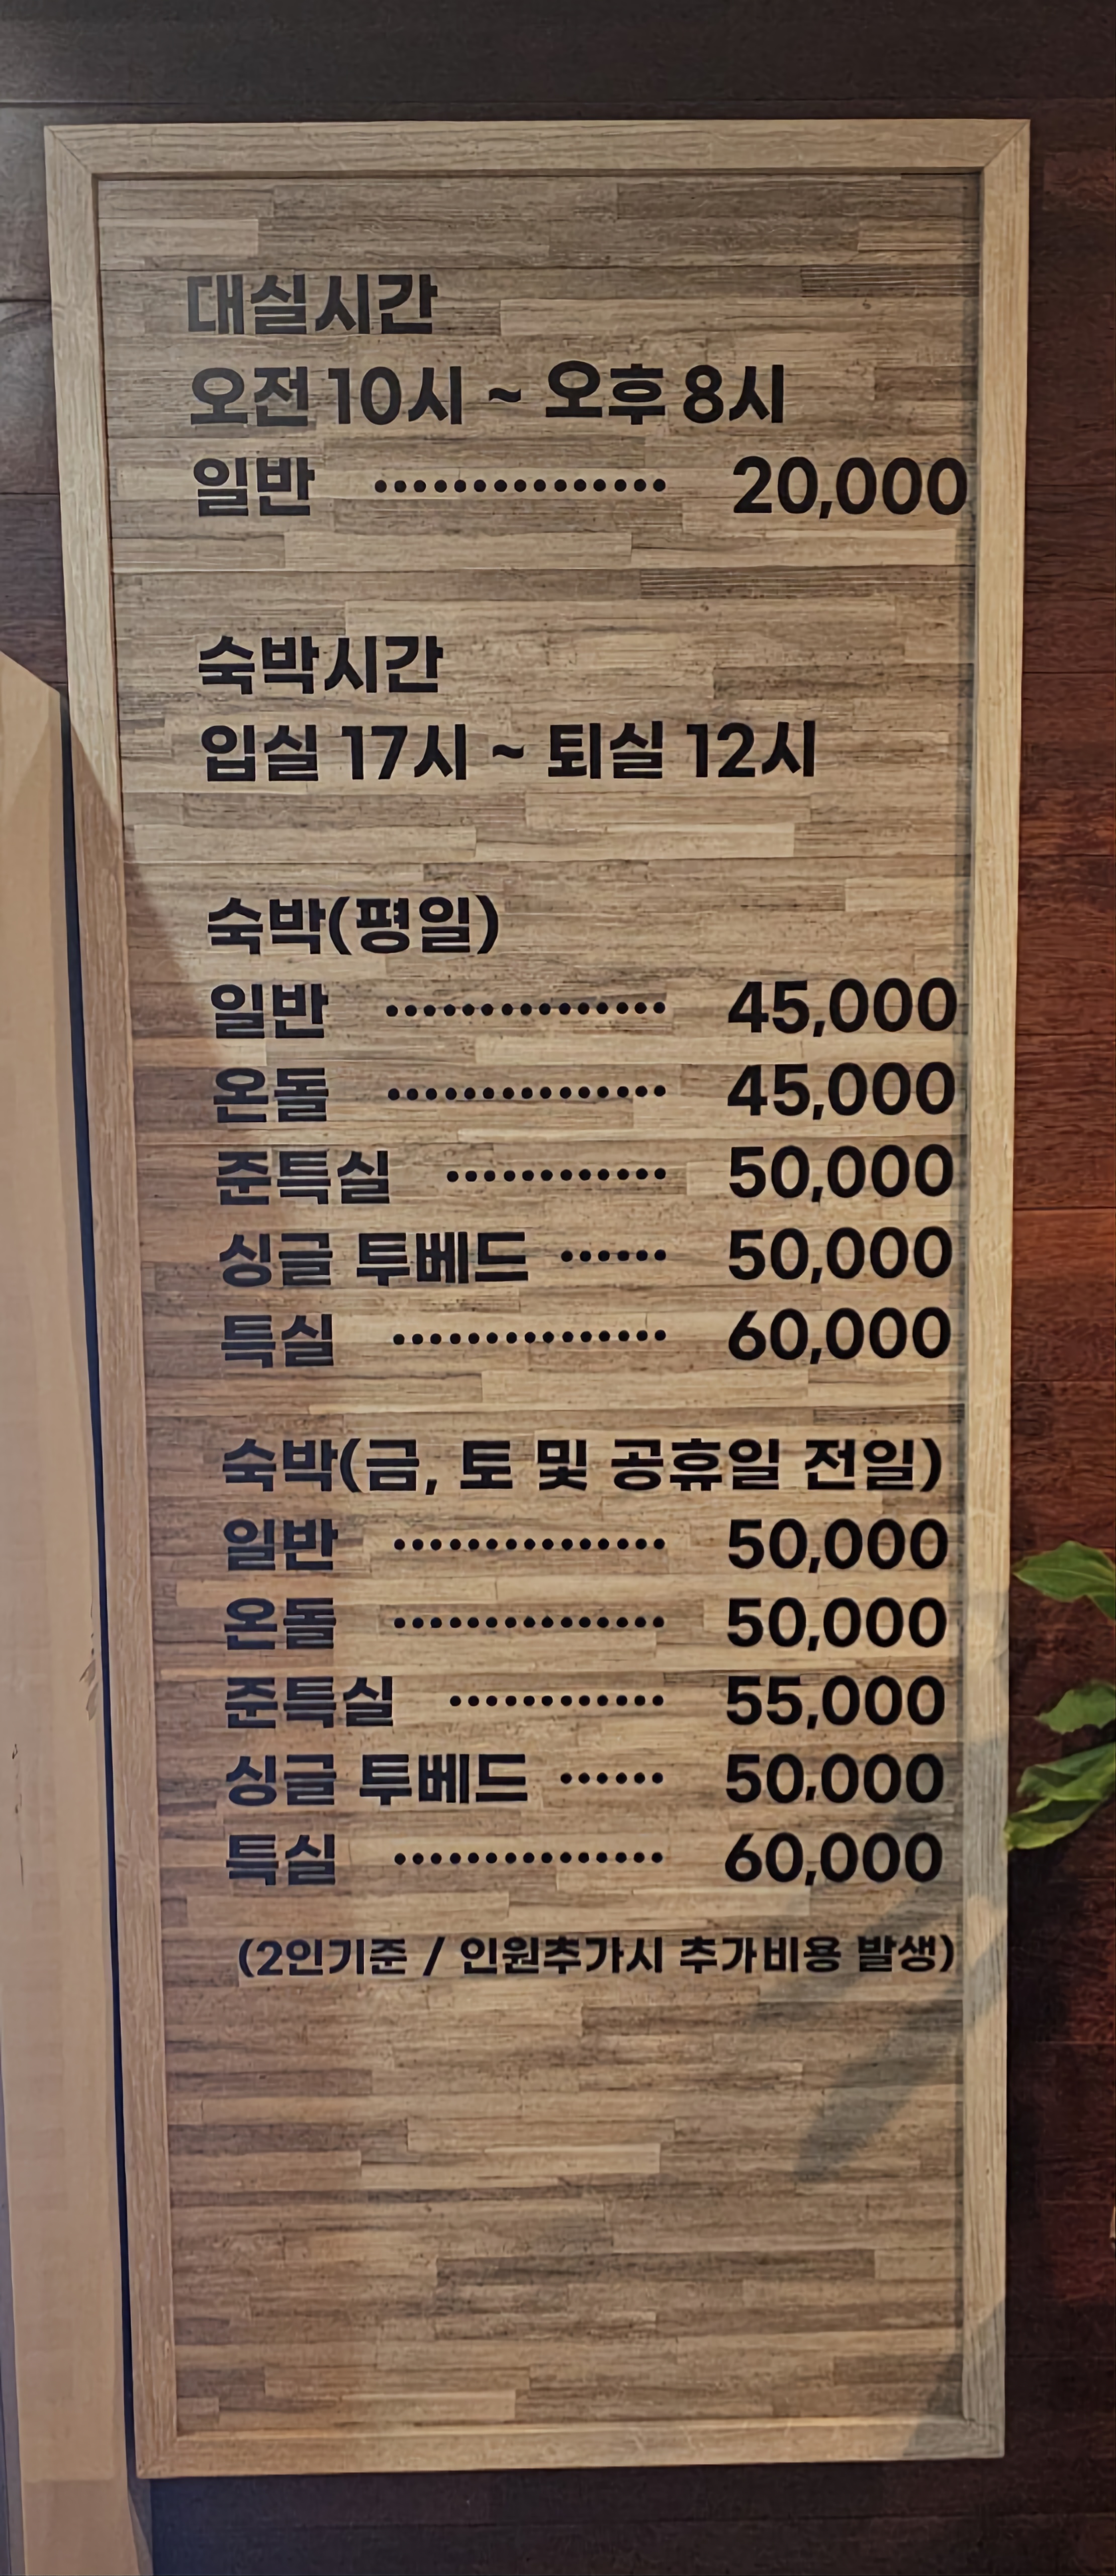 대실시간
오전 10시 ~ 오후 8시
일반 ··············· 20,000
숙박시간
입실 17시 ~ 퇴실 12시
숙박(평일)
일반 ··············· 45,000
온돌 ··············· 45,000
준특실 ············ 50,000
싱글 투베드 ······ 50,000
특실 ··············· 60,000
숙박(금, 토 및 공휴일 전일)
일반 ··············· 50,000
온돌 ··············· 50,000
준특실 ············ 55,000
싱글 투베드 ······ 50,000
특실 ··············· 60,000
(2인기준 / 인원추가시 추가비용 발생)